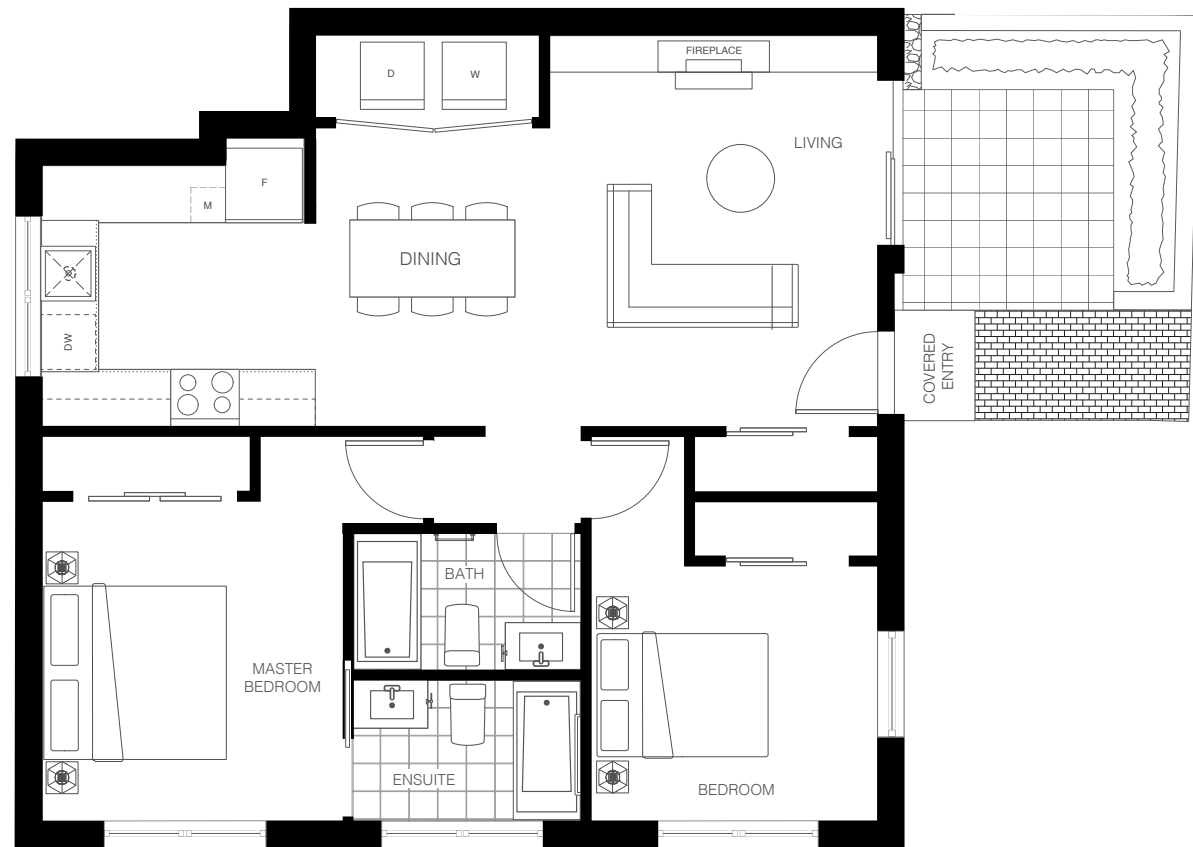 FIREPLACE
D
W
LIVING
F
M
DINING
DW
COVERED
ENTRY
BATH
MASTER
BEDROOM
ENSUITE
BEDROOM